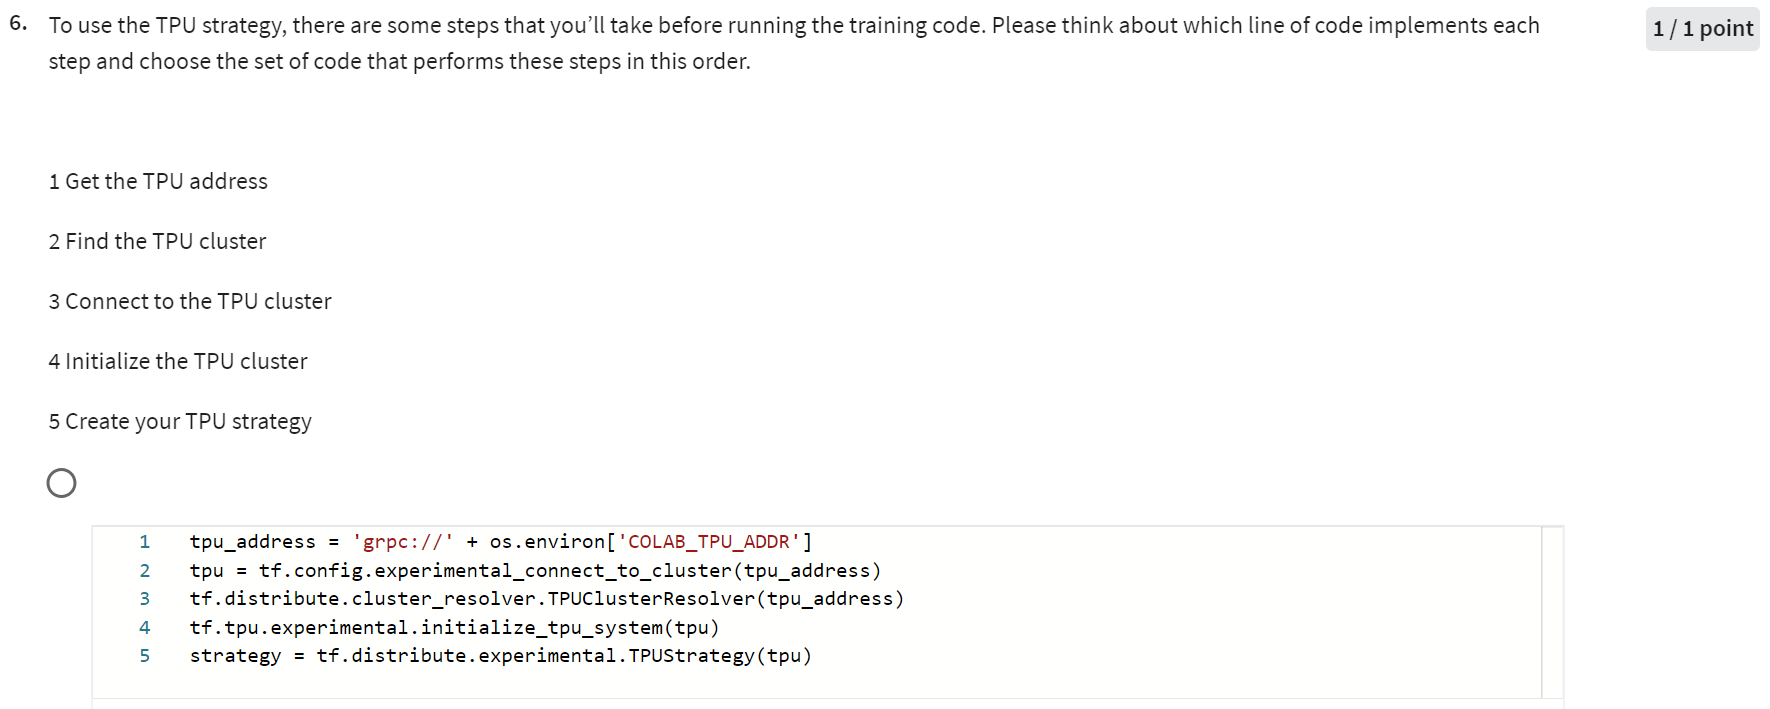 6. To use the TPU strategy, there are some steps that you’ll take before running the training code. Please think about which line of code implements each
step and choose the set of code that performs these steps in this order.
1 / 1 point
1 Get the TPU address
2 Find the TPU cluster
3 Connect to the TPU cluster
4 Initialize the TPU cluster
5 Create your TPU strategy
1 tpu_address = 'grpc://' + os.environ['COLAB_TPU_ADDR']
2 tpu = tf.config.experimental_connect_to_cluster(tpu_address)
3 tf.distribute.cluster_resolver.TPUClusterResolver(tpu_address)
4 tf.tpu.experimental.initialize_tpu_system(tpu)
5 strategy = tf.distribute.experimental.TPUStrategy(tpu)